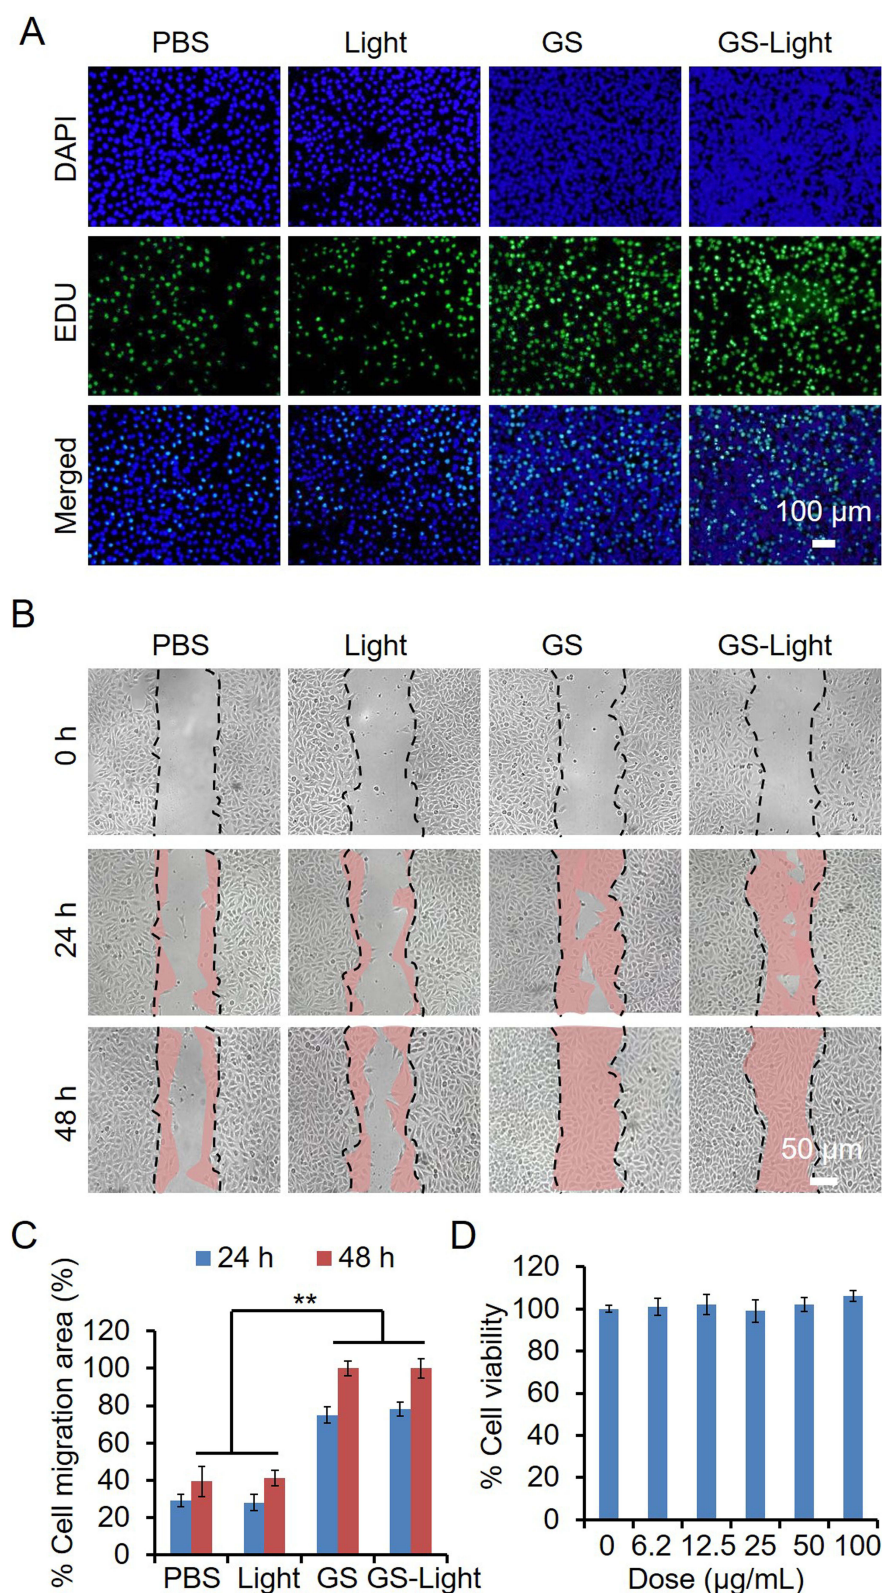 A
PBS Light GS GS-Light
DAPI
EDU
Merged
100 μm
B
PBS Light GS GS-Light
0 h
24 h
48 h
50 μm
C
24 h 48 h
% Cell migration area (%)
**
120
100
80
60
40
20
0
PBS Light GS GS-Light
D
% Cell viability
120
100
80
60
40
20
0
0 6.2 12.5 25 50 100
Dose (μg/mL)